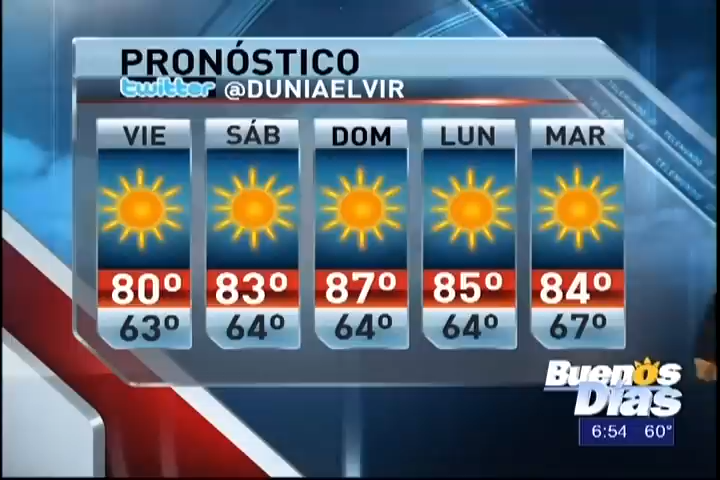 PRONÓSTICO
twitter @DUNIAELVIR
VIE SÁB DOM LUN MAR
80º 83º 87º 85º 84º
63º 64º 64º 64º 67º
Buenos
Días
6:54 60°
TELEMUNDO